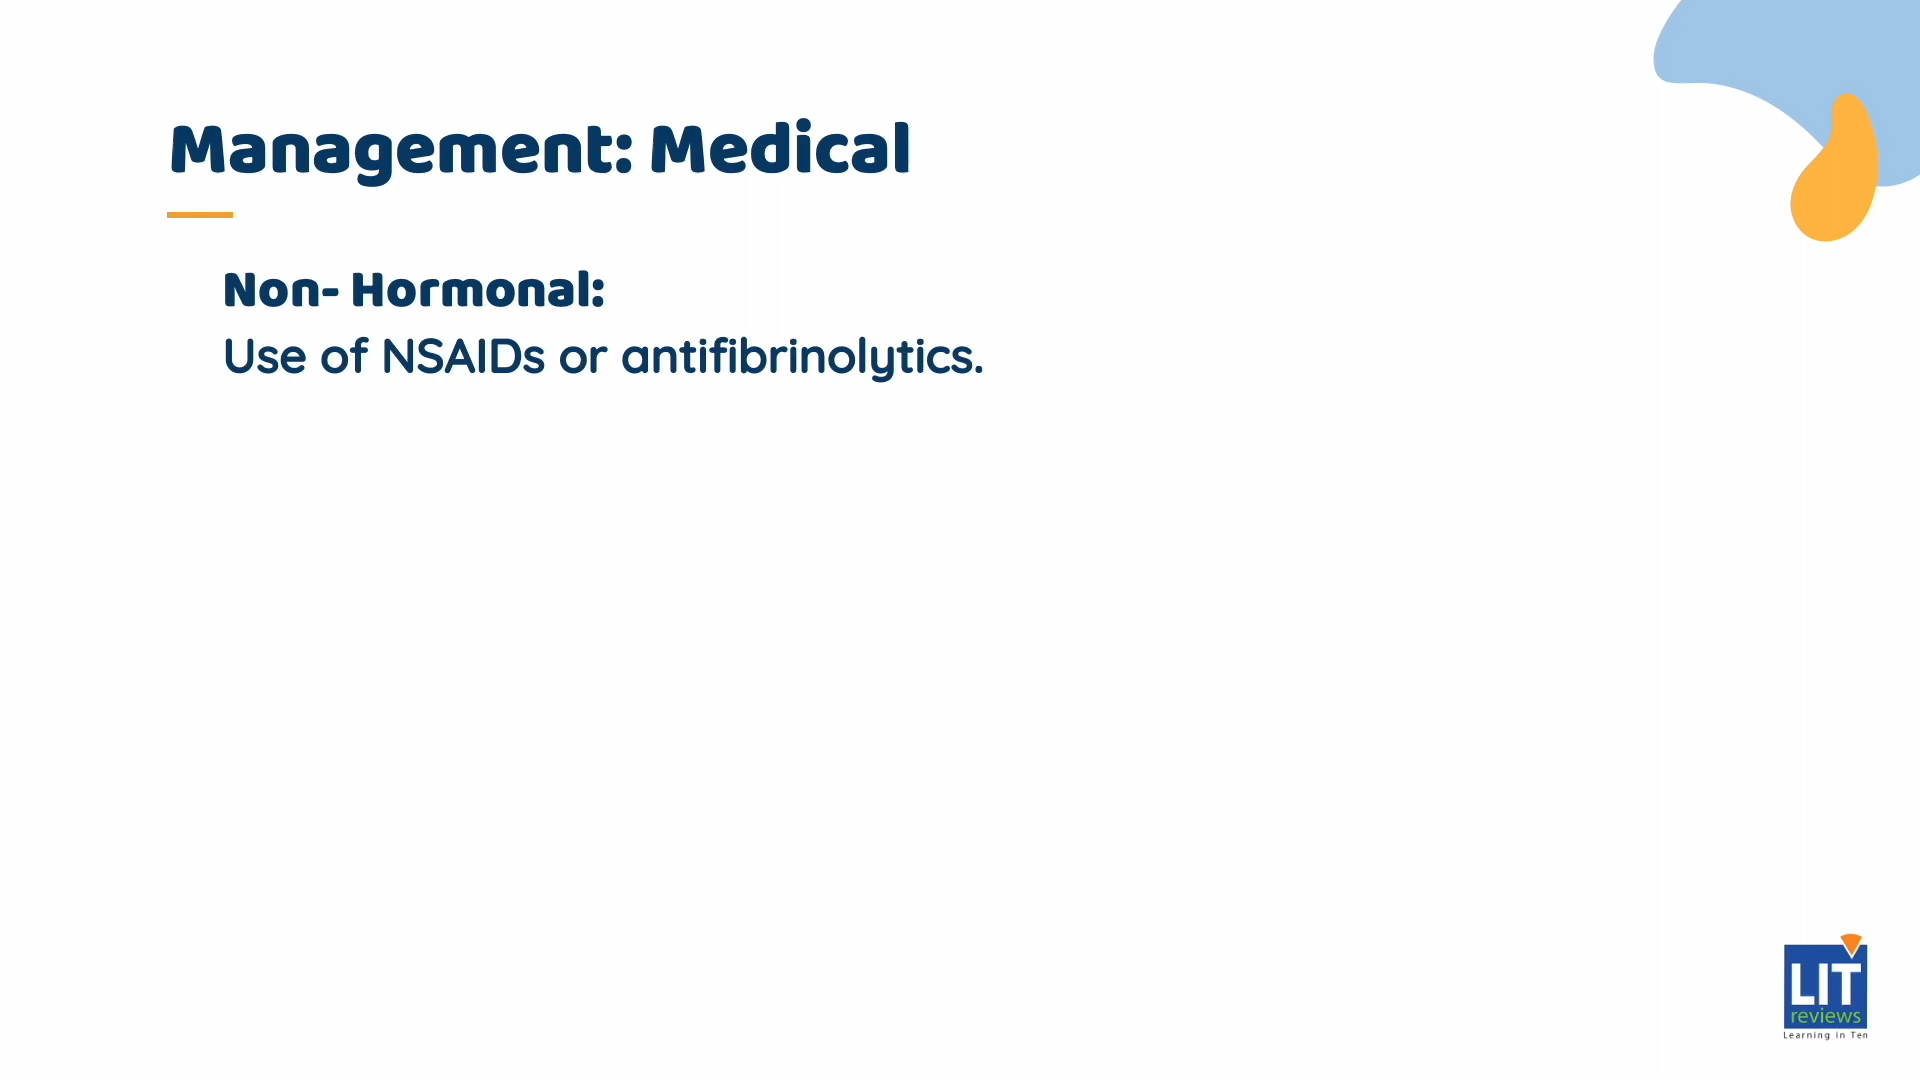 Management: Medical
Non- Hormonal:
Use of NSAIDs or antifibrinolytics.
LIT
reviews
Learning in Ten